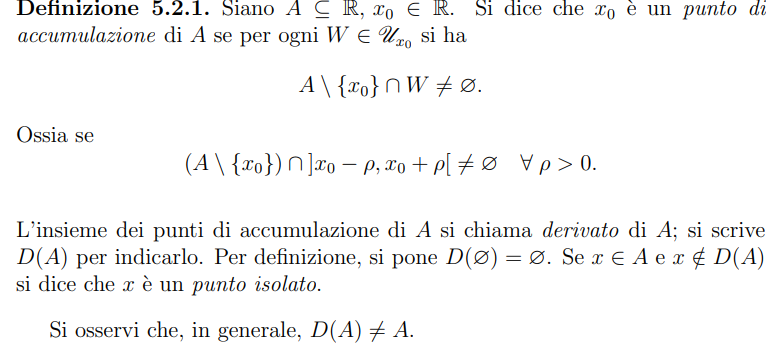 Definizione 5.2.1. Siano A ⊆ ℝ, x₀ ∈ ℝ. Si dice che x₀ è un punto di
accumulazione di A se per ogni W ∈ 𝒰ₓ₀ si ha
A \ {x₀} ∩ W ≠ ∅.
Ossia se
(A \ {x₀}) ∩ ]x₀ − ρ, x₀ + ρ[ ≠ ∅ ∀ ρ > 0.
L'insieme dei punti di accumulazione di A si chiama derivato di A; si scrive
D(A) per indicarlo. Per definizione, si pone D(∅) = ∅. Se x ∈ A e x ∉ D(A)
si dice che x è un punto isolato.
Si osservi che, in generale, D(A) ≠ A.